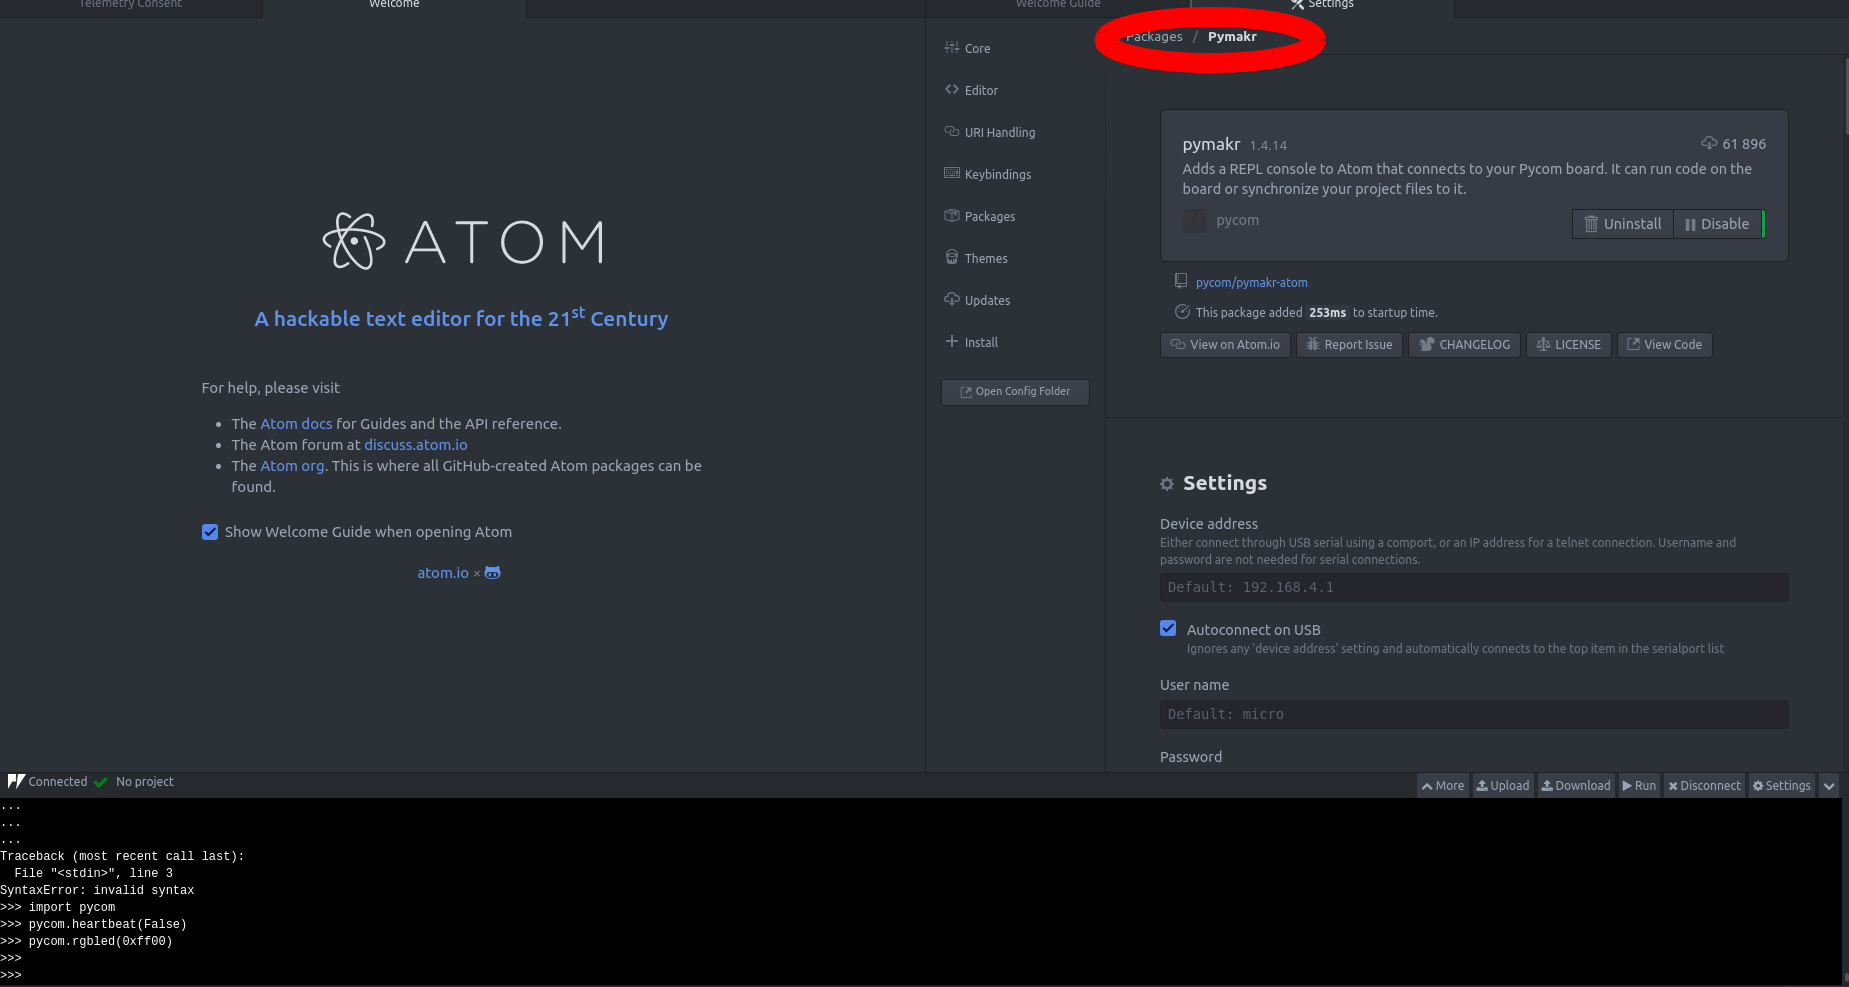 Telemetry Consent
Welcome
Welcome Guide
Settings
Packages / Pymakr
ATOM
A hackable text editor for the 21st Century
For help, please visit
The Atom docs for Guides and the API reference.
The Atom forum at discuss.atom.io
The Atom org. This is where all GitHub-created Atom packages can be
found.
Show Welcome Guide when opening Atom
atom.io ×
Core
Editor
URI Handling
Keybindings
Packages
Themes
Updates
Install
Open Config Folder
pymakr 1.4.14
61 896
Adds a REPL console to Atom that connects to your Pycom board. It can run code on the
board or synchronize your project files to it.
pycom
Uninstall
Disable
pycom/pymakr-atom
This package added 253ms to startup time.
View on Atom.io
Report Issue
CHANGELOG
LICENSE
View Code
Settings
Device address
Either connect through USB serial using a comport, or an IP address for a telnet connection. Username and
password are not needed for serial connections.
Default: 192.168.4.1
Autoconnect on USB
Ignores any 'device address' setting and automatically connects to the top item in the serialport list
User name
Default: micro
Password
Connected No project
More
Upload
Download
Run
Disconnect
Settings
...
...
...
Traceback (most recent call last):
File "<stdin>", line 3
SyntaxError: invalid syntax
>>> import pycom
>>> pycom.heartbeat(False)
>>> pycom.rgbled(0xff00)
>>>
>>>